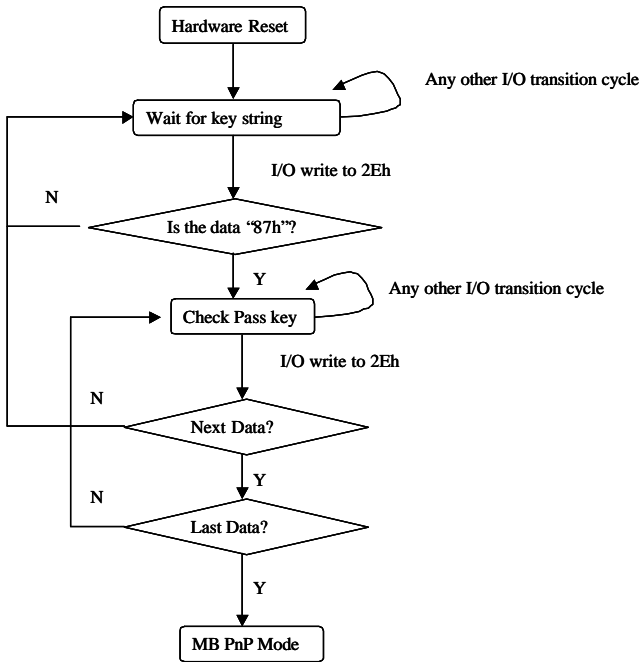 Hardware Reset
Any other I/O transition cycle
Wait for key string
I/O write to 2Eh
N
Is the data “87h”?
Y
Any other I/O transition cycle
Check Pass key
I/O write to 2Eh
N
Next Data?
Y
N
Last Data?
Y
MB PnP Mode